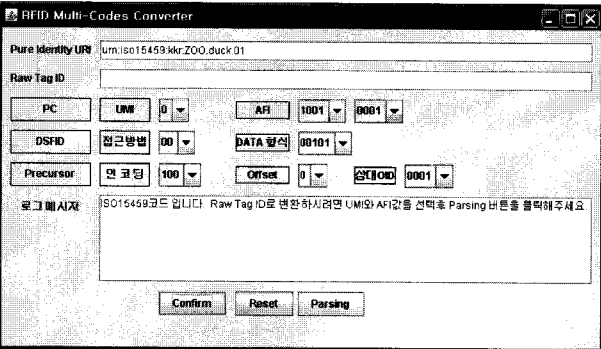 RFID Multi-Codes Converter
Pure Identity URI urn:iso15459:kkr.ZOO.duck.01
Raw Tag ID
PC UMI 0 AFI 1001 0001
DSFID 접근방법 00 DATA 형식 00101
Precursor 엔코딩 100 Offset 0 상대OID 0001
로그메시지 ISO15459코드 입니다. Raw Tag ID로 변환하시려면 UMI와 AFI값을 선택후 Parsing 버튼을 클릭해주세요
Confirm Reset Parsing